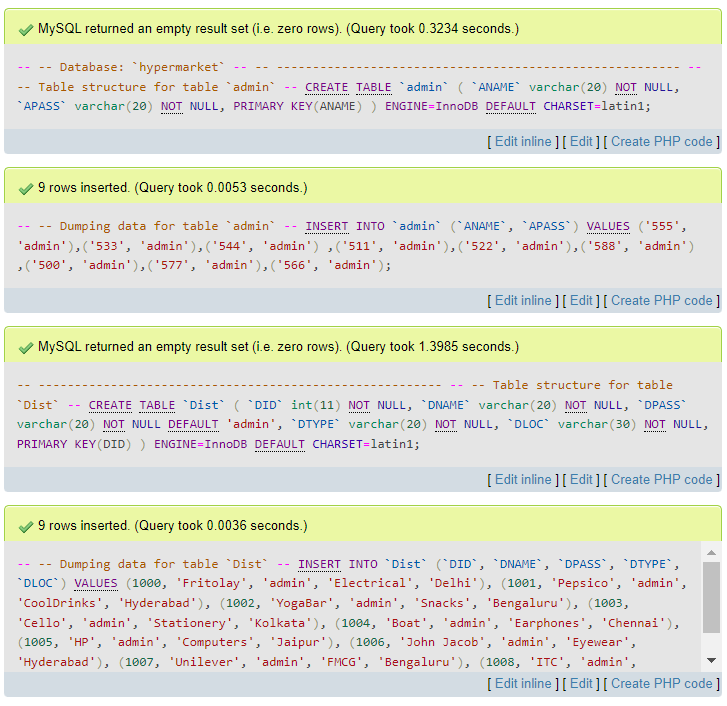 MySQL returned an empty result set (i.e. zero rows). (Query took 0.3234 seconds.)
-- -- Database: `hypermarket` -- -- -- -------------------------------------------------------- --
-- Table structure for table `admin` -- CREATE TABLE `admin` ( `ANAME` varchar(20) NOT NULL,
`APASS` varchar(20) NOT NULL, PRIMARY KEY(ANAME) ) ENGINE=InnoDB DEFAULT CHARSET=latin1;
[ Edit inline ] [ Edit ] [ Create PHP code ]
9 rows inserted. (Query took 0.0053 seconds.)
-- -- Dumping data for table `admin` -- INSERT INTO `admin` (`ANAME`, `APASS`) VALUES ('555',
'admin'),('533', 'admin'),('544', 'admin') ,('511', 'admin'),('522', 'admin'),('588', 'admin')
,('500', 'admin'),('577', 'admin'),('566', 'admin');
[ Edit inline ] [ Edit ] [ Create PHP code ]
MySQL returned an empty result set (i.e. zero rows). (Query took 1.3985 seconds.)
-- -------------------------------------------------------- -- -- -- Table structure for table
`Dist` -- CREATE TABLE `Dist` ( `DID` int(11) NOT NULL, `DNAME` varchar(20) NOT NULL, `DPASS`
varchar(20) NOT NULL DEFAULT 'admin', `DTYPE` varchar(20) NOT NULL, `DLOC` varchar(30) NOT NULL,
PRIMARY KEY(DID) ) ENGINE=InnoDB DEFAULT CHARSET=latin1;
[ Edit inline ] [ Edit ] [ Create PHP code ]
9 rows inserted. (Query took 0.0036 seconds.)
-- -- Dumping data for table `Dist` -- INSERT INTO `Dist` (`DID`, `DNAME`, `DPASS`, `DTYPE`,
`DLOC`) VALUES (1000, 'Fritolay', 'admin', 'Electrical', 'Delhi'), (1001, 'Pepsico', 'admin',
'CoolDrinks', 'Hyderabad'), (1002, 'YogaBar', 'admin', 'Snacks', 'Bengaluru'), (1003,
'Cello', 'admin', 'Stationery', 'Kolkata'), (1004, 'Boat', 'admin', 'Earphones', 'Chennai'),
(1005, 'HP', 'admin', 'Computers', 'Jaipur'), (1006, 'John Jacob', 'admin', 'Eyewear',
'Hyderabad'), (1007, 'Unilever', 'admin', 'FMCG', 'Bengaluru'), (1008, 'ITC', 'admin',
[ Edit inline ] [ Edit ] [ Create PHP code ]